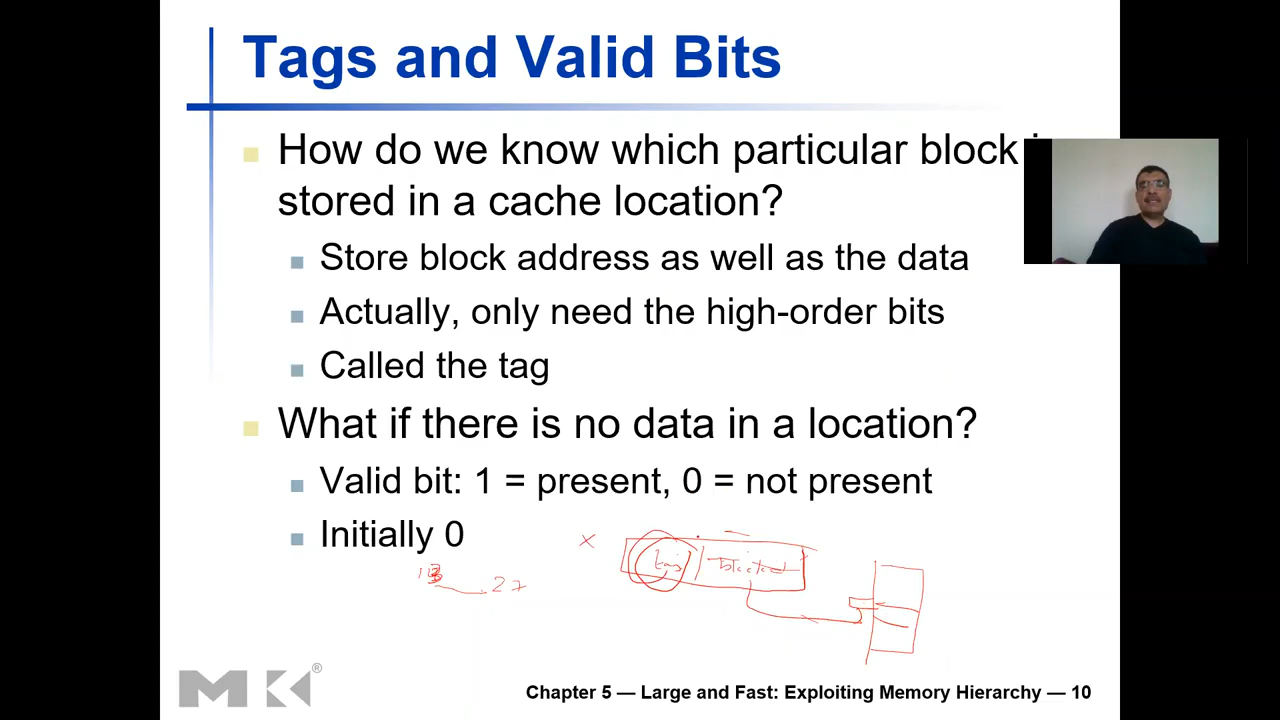 Tags and Valid Bits
How do we know which particular block
stored in a cache location?
Store block address as well as the data
Actually, only need the high-order bits
Called the tag
What if there is no data in a location?
Valid bit: 1 = present, 0 = not present
Initially 0
x
tag
27
MK®
Chapter 5 — Large and Fast: Exploiting Memory Hierarchy — 10